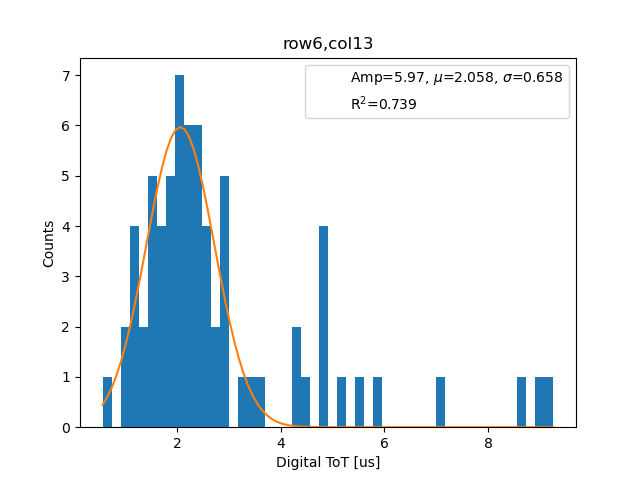 row6,col13
Amp=5.97, μ=2.058, σ=0.658
R²=0.739
Counts
7
6
5
4
3
2
1
0
2 4 6 8
Digital ToT [us]